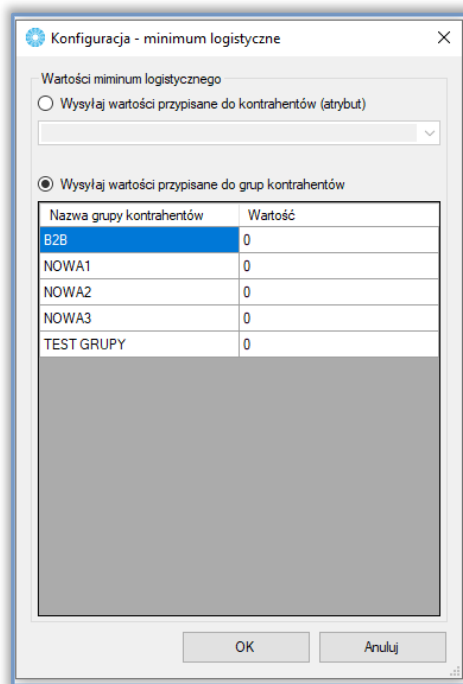 Konfiguracja - minimum logistyczne
Wartości miminum logistycznego
Wysyłaj wartości przypisane do kontrahentów (atrybut)
Wysyłaj wartości przypisane do grup kontrahentów
Nazwa grupy kontrahentów Wartość
B2B 0
NOWA1 0
NOWA2 0
NOWA3 0
TEST GRUPY 0
OK Anuluj